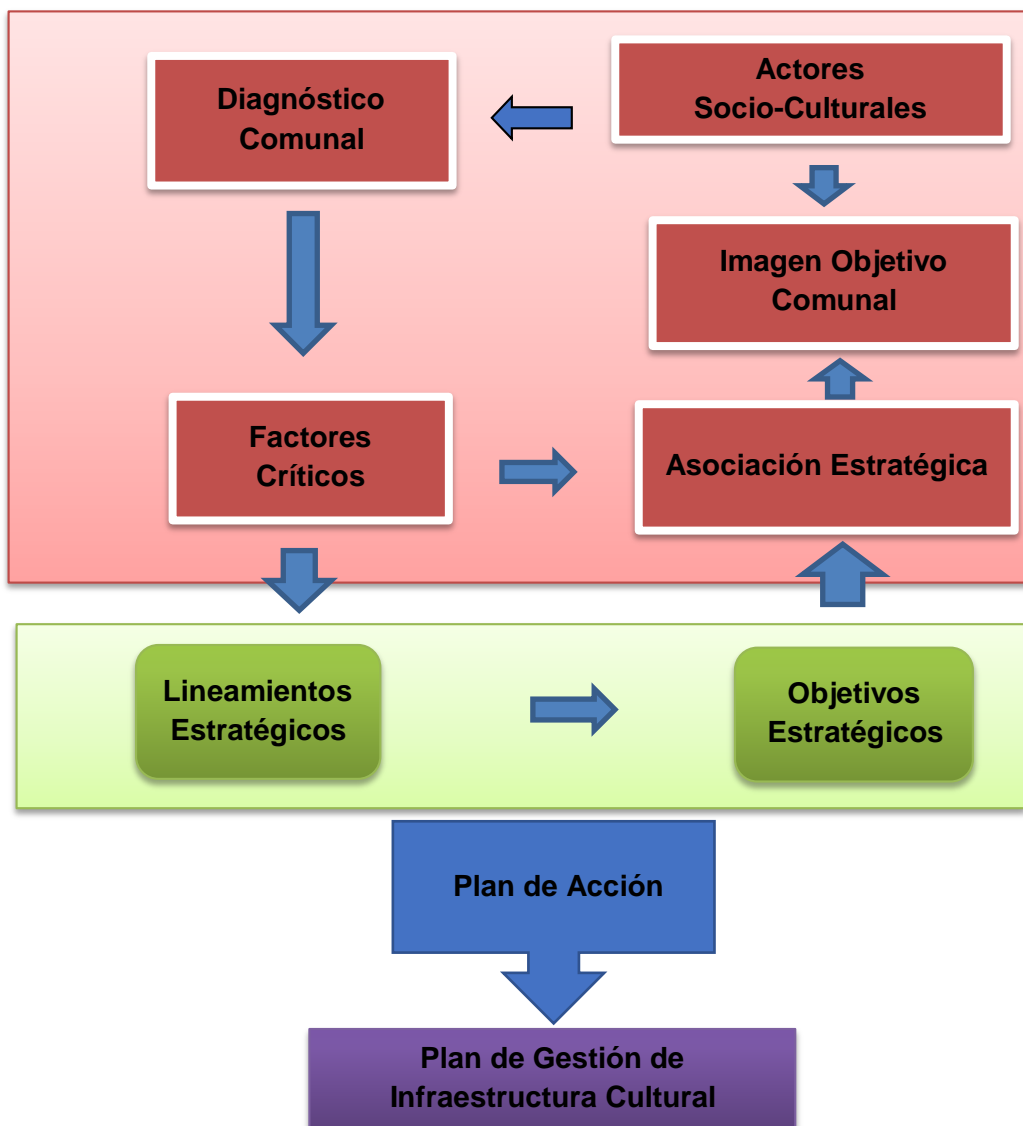 Diagnóstico
Comunal
Actores
Socio-Culturales
Imagen Objetivo
Comunal
Factores
Críticos
Asociación Estratégica
Lineamientos
Estratégicos
Objetivos
Estratégicos
Plan de Acción
Plan de Gestión de
Infraestructura Cultural